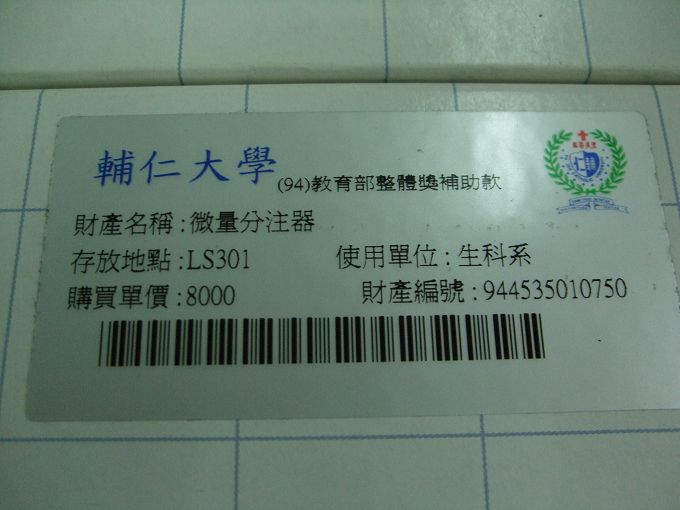 輔仁大學 (94)教育部整體獎補助款
財產名稱:微量分注器
存放地點:LS301 使用單位:生科系
購買單價:8000 財產編號:944535010750